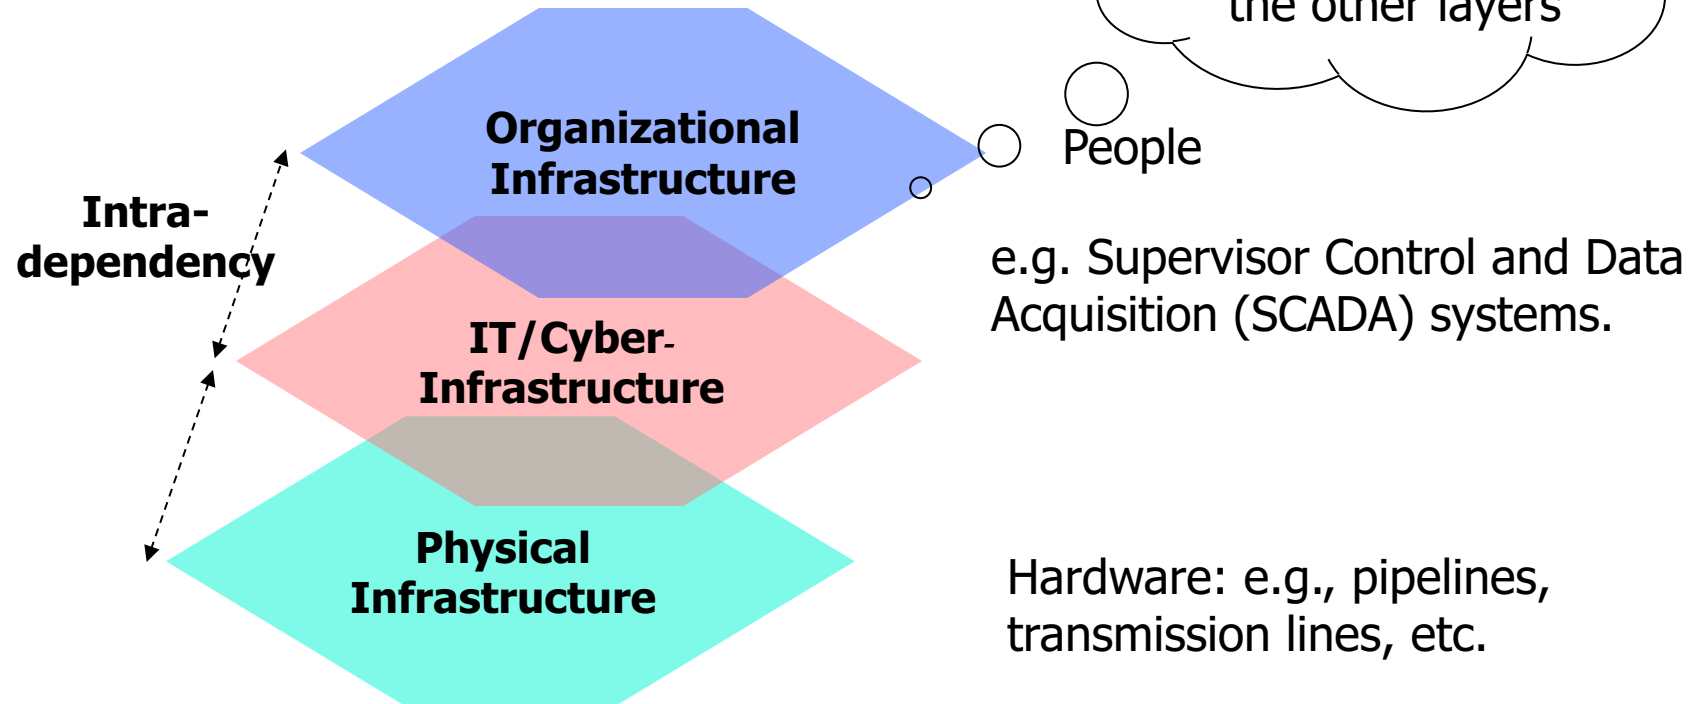 the other layers
Organizational
Infrastructure
People
Intra-
dependency
e.g. Supervisor Control and Data
Acquisition (SCADA) systems.
IT/Cyber-
Infrastructure
Physical
Infrastructure
Hardware: e.g., pipelines,
transmission lines, etc.